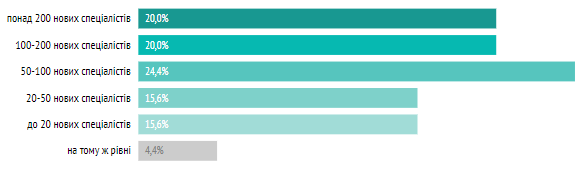 понад 200 нових спеціалістів 20,0%
100-200 нових спеціалістів 20,0%
50-100 нових спеціалістів 24,4%
20-50 нових спеціалістів 15,6%
до 20 нових спеціалістів 15,6%
на тому ж рівні 4,4%